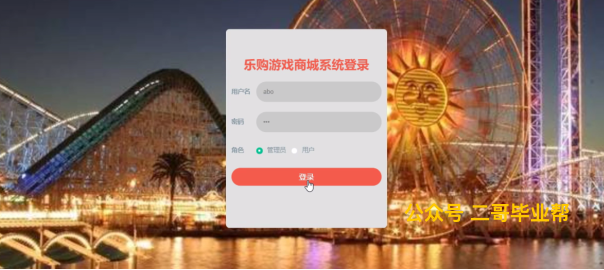 乐购游戏商城系统登录
用户名 abo
密码 •••
角色 管理员 用户
登录
公众号 二哥毕业帮